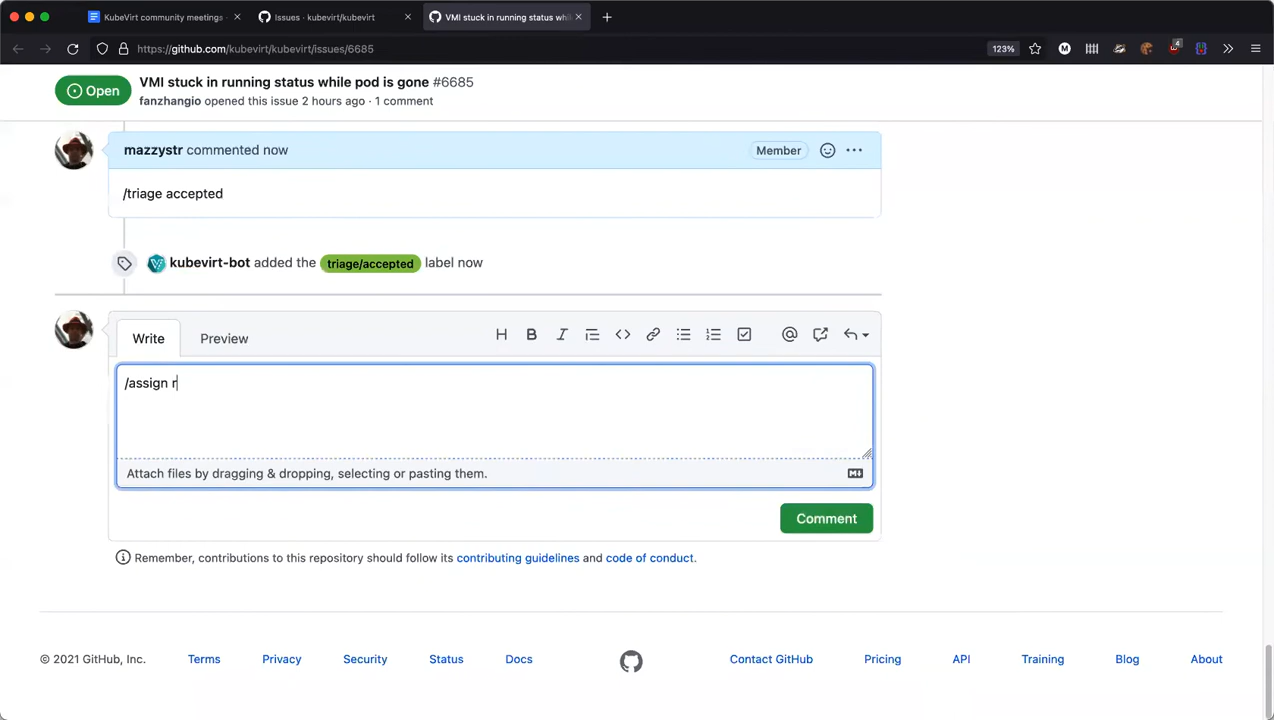 KubeVirt community meetings -
Issues · kubevirt/kubevirt
VMI stuck in running status whi
https://github.com/kubevirt/kubevirt/issues/6685
123%
4
Open
VMI stuck in running status while pod is gone #6685
fanzhangio opened this issue 2 hours ago · 1 comment
mazzystr commented now
Member
/triage accepted
kubevirt-bot added the triage/accepted label now
Write
Preview
/assign r
Attach files by dragging & dropping, selecting or pasting them.
Comment
Remember, contributions to this repository should follow its contributing guidelines and code of conduct.
© 2021 GitHub, Inc.
Terms
Privacy
Security
Status
Docs
Contact GitHub
Pricing
API
Training
Blog
About